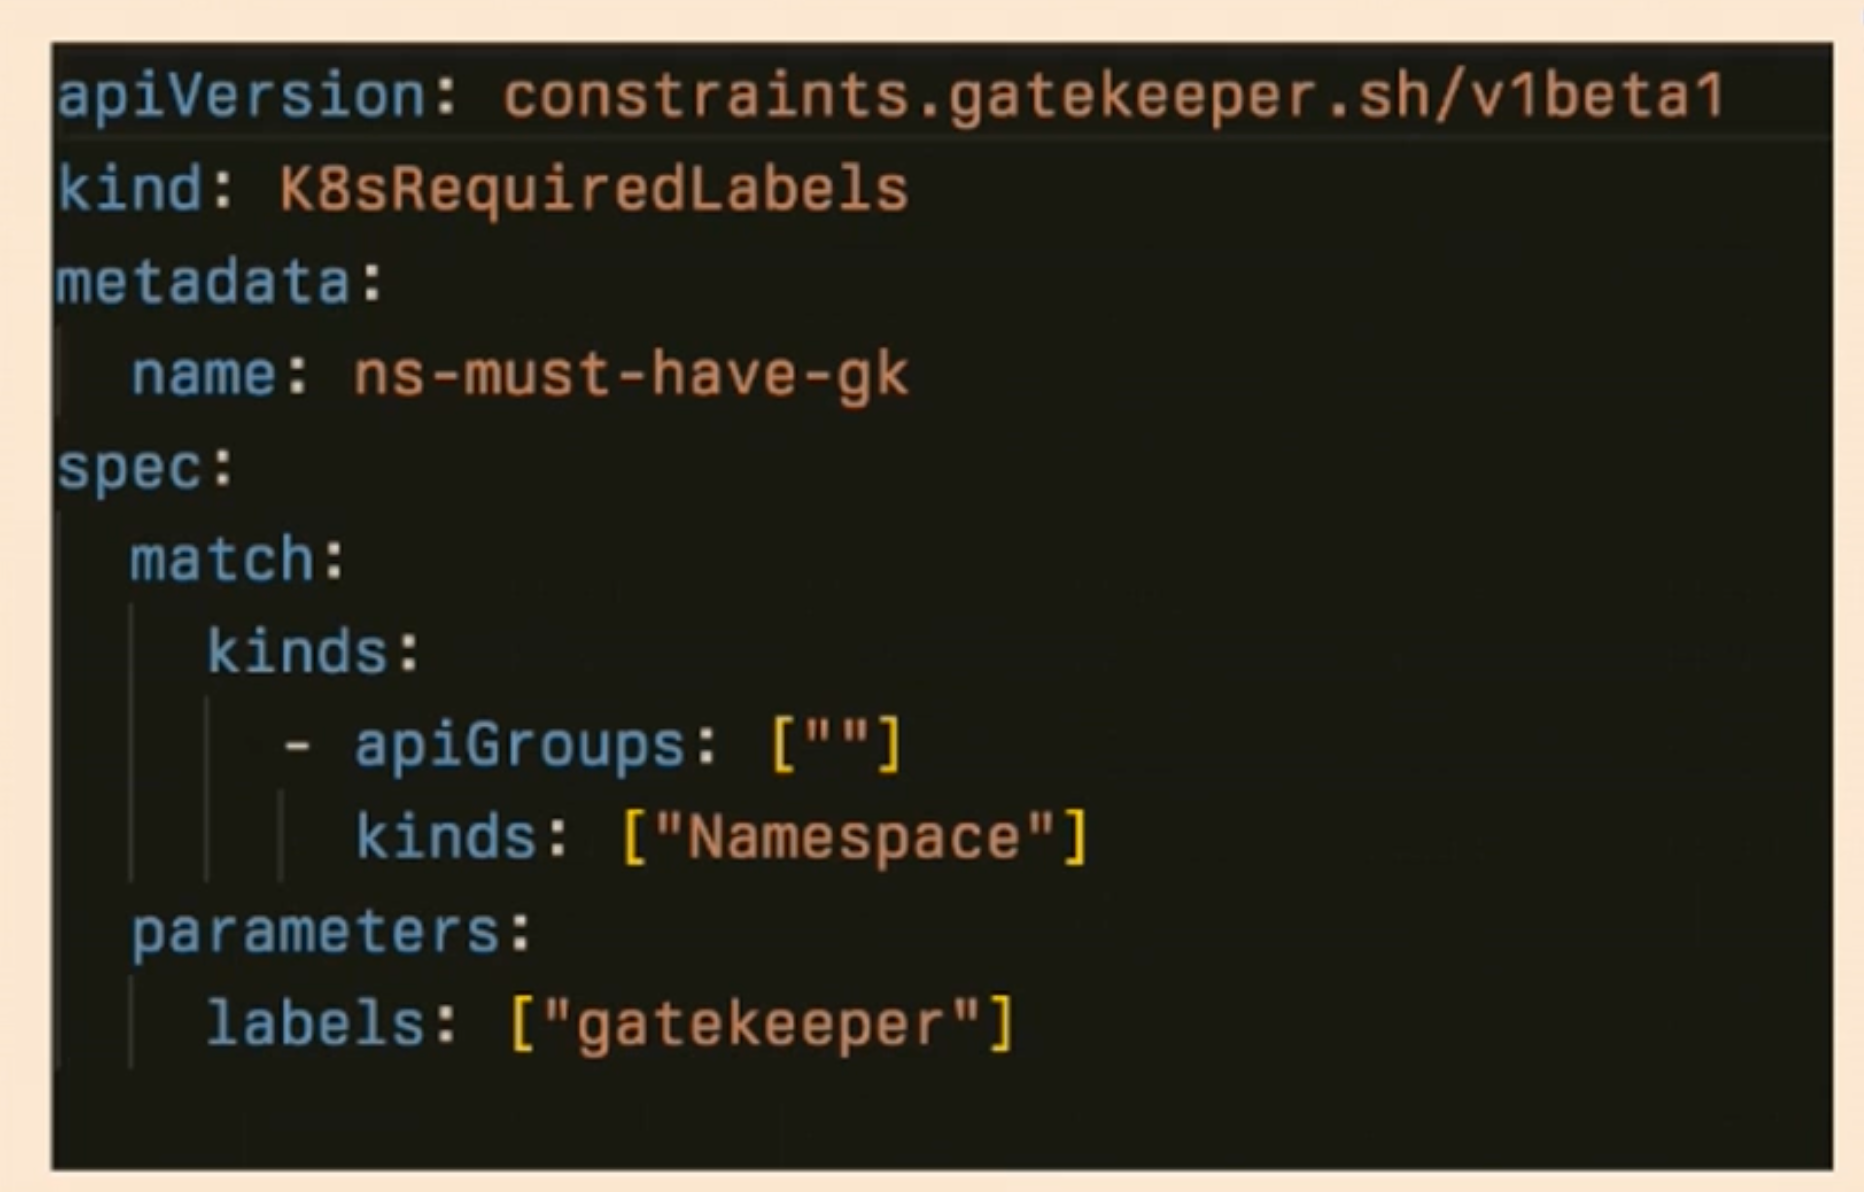 apiVersion: constraints.gatekeeper.sh/v1beta1
kind: K8sRequiredLabels
metadata:
  name: ns-must-have-gk
spec:
  match:
    kinds:
      - apiGroups: [""]
        kinds: ["Namespace"]
  parameters:
    labels: ["gatekeeper"]